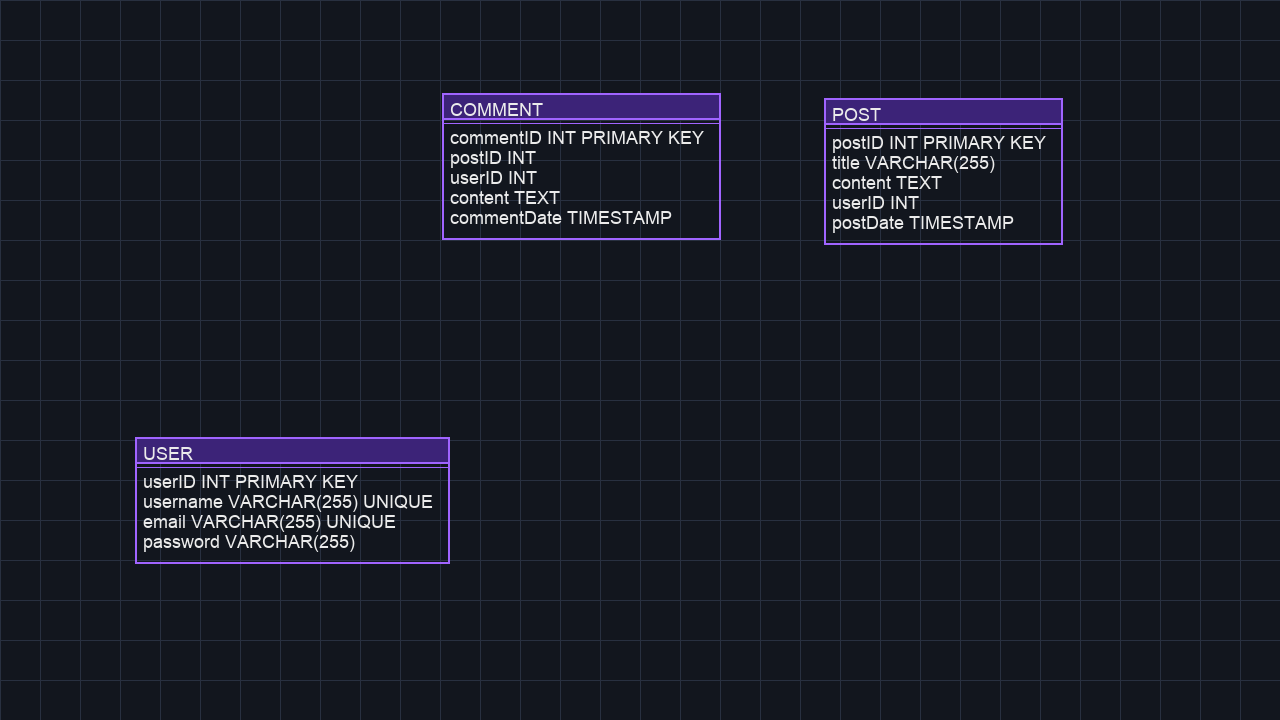 COMMENT
commentID INT PRIMARY KEY
postID INT
userID INT
content TEXT
commentDate TIMESTAMP
POST
postID INT PRIMARY KEY
title VARCHAR(255)
content TEXT
userID INT
postDate TIMESTAMP
USER
userID INT PRIMARY KEY
username VARCHAR(255) UNIQUE
email VARCHAR(255) UNIQUE
password VARCHAR(255)